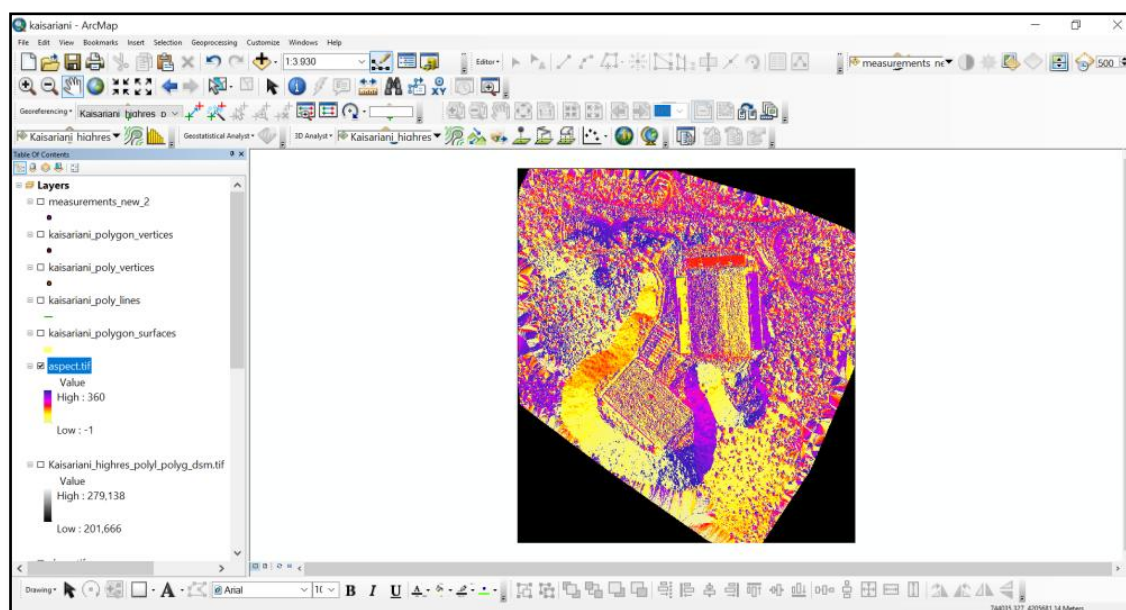 kaisariani - ArcMap
File Edit View Bookmarks Insert Selection Geoprocessing Customize Windows Help
1:3.930
Editor
measurements_ne
500
Georeferencing
Kaisariani_highres_p
Kaisariani_highres
Geostatistical Analyst
3D Analyst
Kaisariani_highres
Table Of Contents
Layers
measurements_new_2
kaisariani_polygon_vertices
kaisariani_poly_vertices
kaisariani_poly_lines
kaisariani_polygon_surfaces
aspect.tif
Value
High : 360
Low : -1
Kaisariani_highres_polyl_polyg_dsm.tif
Value
High : 279,138
Low : 201,666
Drawing
A
Arial
B I U A